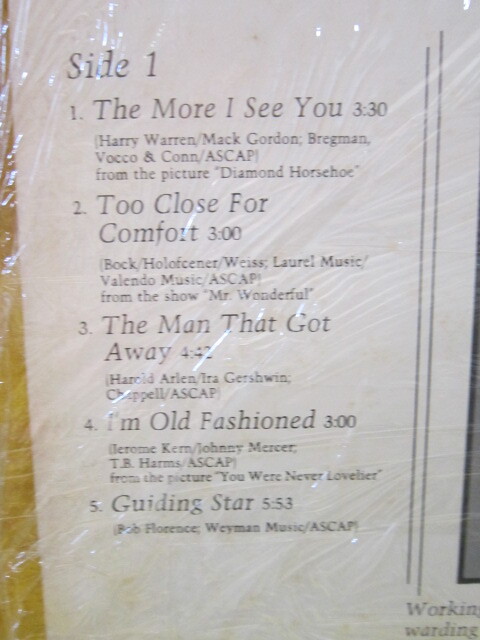 Side 1
1. The More I See You 3:30
(Harry Warren/Mack Gordon; Bregman,
Vocco & Conn/ASCAP)
from the picture "Diamond Horsehoe"
2. Too Close For
Comfort 3:00
(Bock/Holofcener/Weiss; Laurel Music/
Valendo Music/ASCAP)
from the show "Mr. Wonderful"
3. The Man That Got
Away 4:42
(Harold Arlen/Ira Gershwin;
Chappell/ASCAP)
4. I'm Old Fashioned 3:00
(Jerome Kern/Johnny Mercer;
T.B. Harms/ASCAP)
from the picture "You Were Never Lovelier"
5. Guiding Star 5:53
(Bob Florence; Weyman Music/ASCAP)
Working
warding